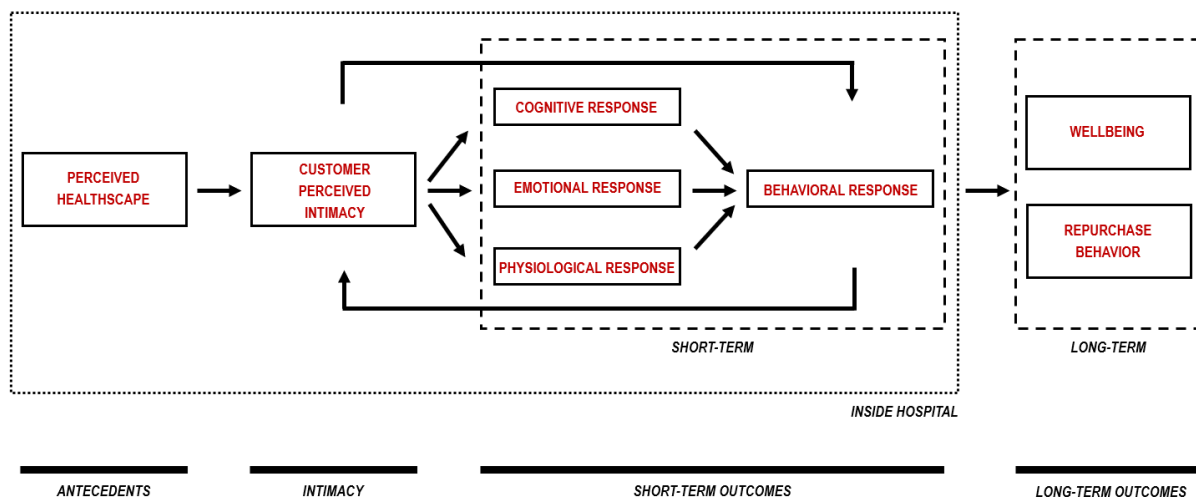 PERCEIVED
HEALTHSCAPE
CUSTOMER
PERCEIVED
INTIMACY
COGNITIVE RESPONSE
EMOTIONAL RESPONSE
PHYSIOLOGICAL RESPONSE
BEHAVIORAL RESPONSE
WELLBEING
REPURCHASE
BEHAVIOR
SHORT-TERM
LONG-TERM
INSIDE HOSPITAL
ANTECEDENTS
INTIMACY
SHORT-TERM OUTCOMES
LONG-TERM OUTCOMES